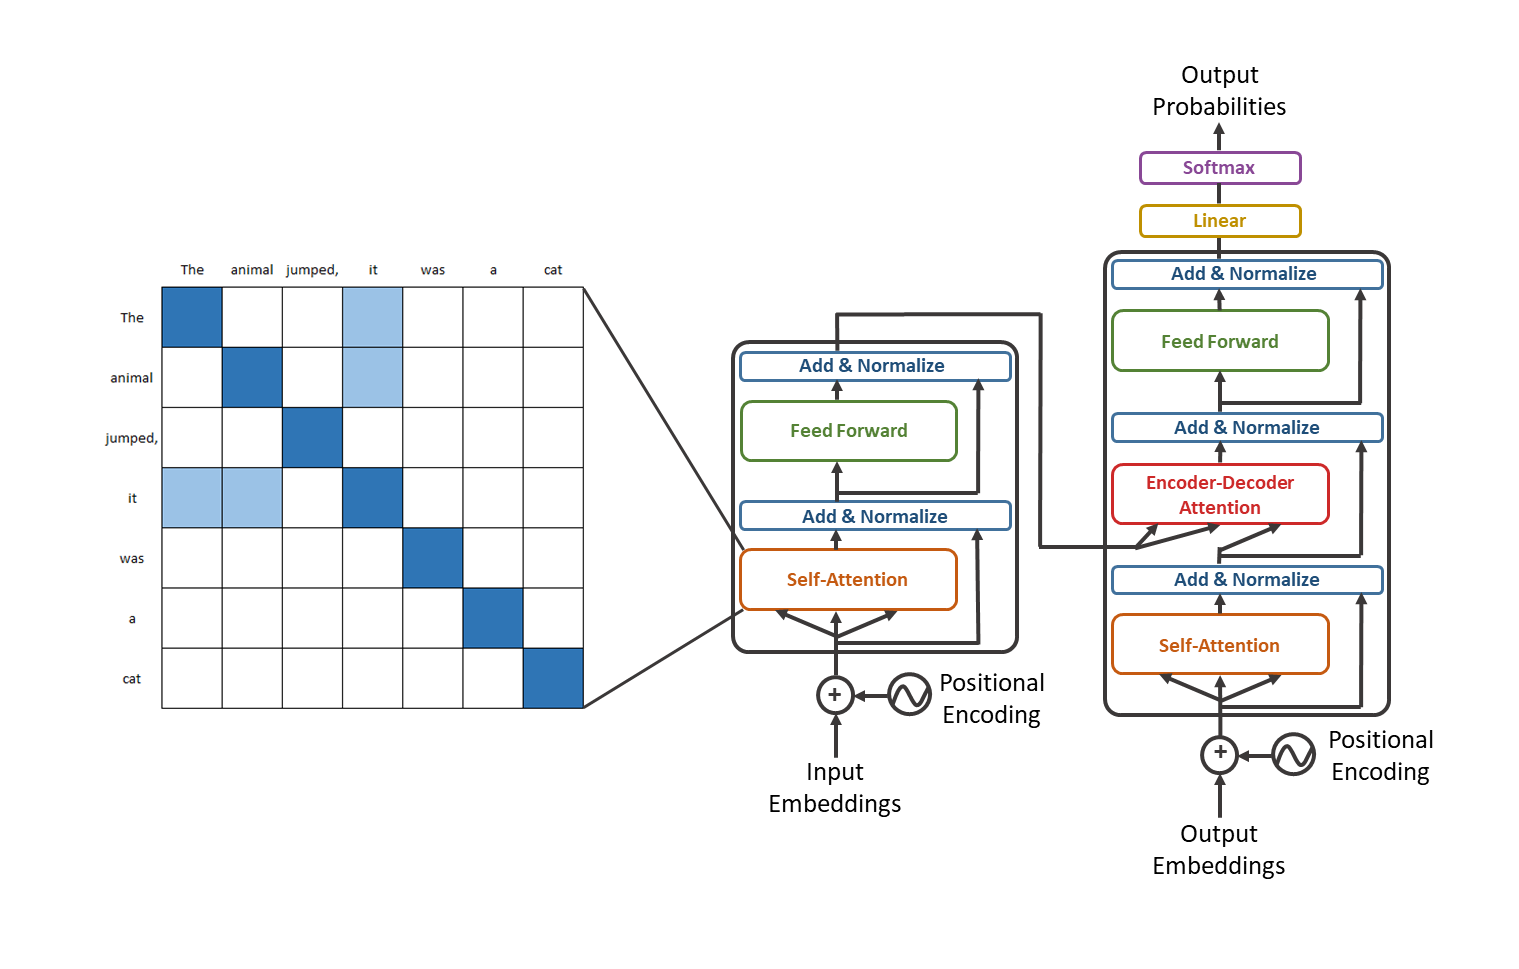 The animal jumped, it was a cat
The
animal
jumped,
it
was
a
cat
Add & Normalize
Feed Forward
Add & Normalize
Self-Attention
+
Positional
Encoding
Input
Embeddings
Output
Probabilities
Softmax
Linear
Add & Normalize
Feed Forward
Add & Normalize
Encoder-Decoder
Attention
Add & Normalize
Self-Attention
+
Positional
Encoding
Output
Embeddings